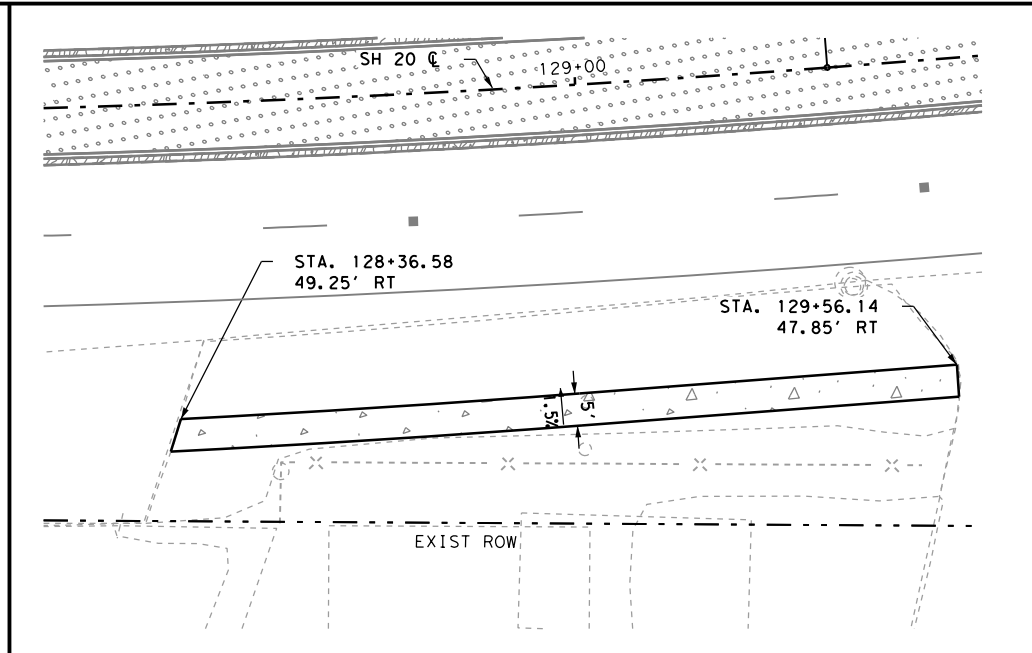 SH 20 ℄
129+00
STA. 128+36.58
49.25' RT
STA. 129+56.14
47.85' RT
1.5%
5'
EXIST ROW